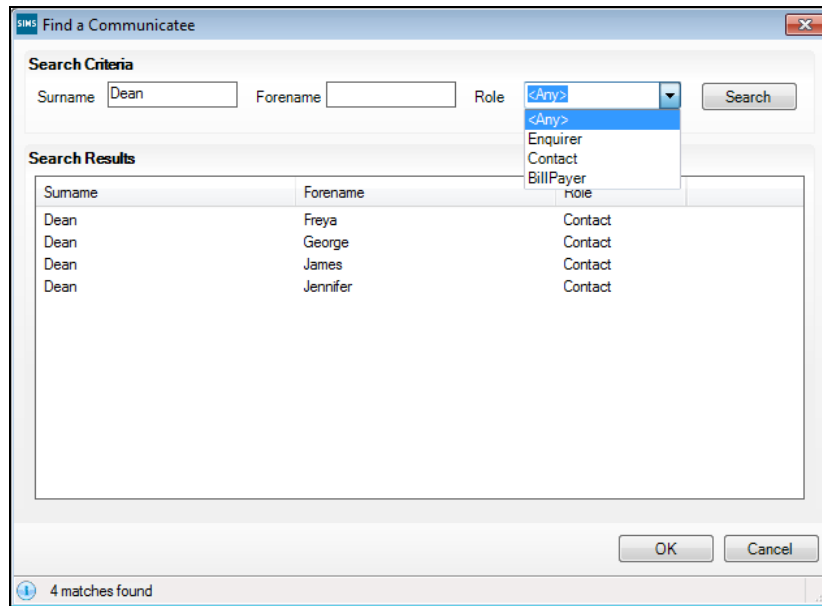 SIMS Find a Communicatee
Search Criteria
Surname Dean Forename Role <Any> Search
<Any>
Enquirer
Contact
BillPayer
Search Results
Surname Forename Role
Dean Freya Contact
Dean George Contact
Dean James Contact
Dean Jennifer Contact
OK Cancel
4 matches found